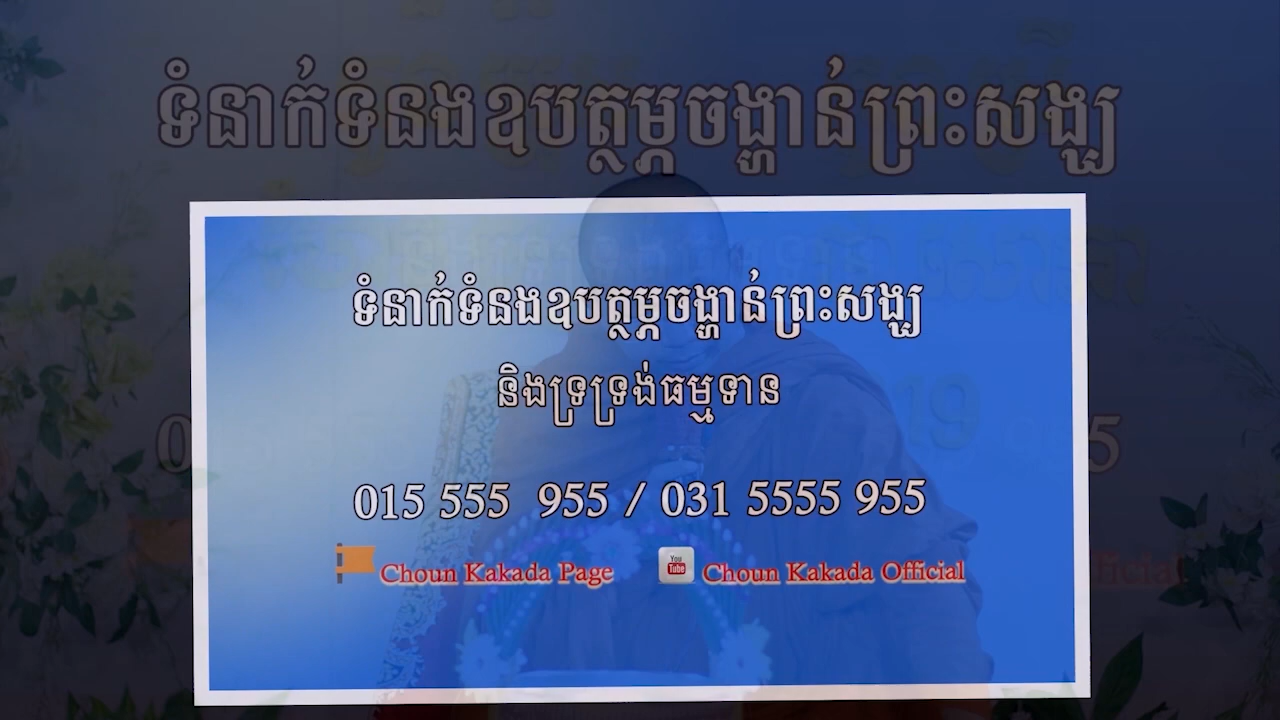 ទំនាក់ទំនងឧបត្ថម្ភចង្ហាន់ព្រះសង្ឃ
ទំនាក់ទំនងឧបត្ថម្ភចង្ហាន់ព្រះសង្ឃ
និងទ្រទ្រង់ធម្មទាន
015 555 955 / 031 5555 955
Choun Kakada Page
You Tube
Choun Kakada Official